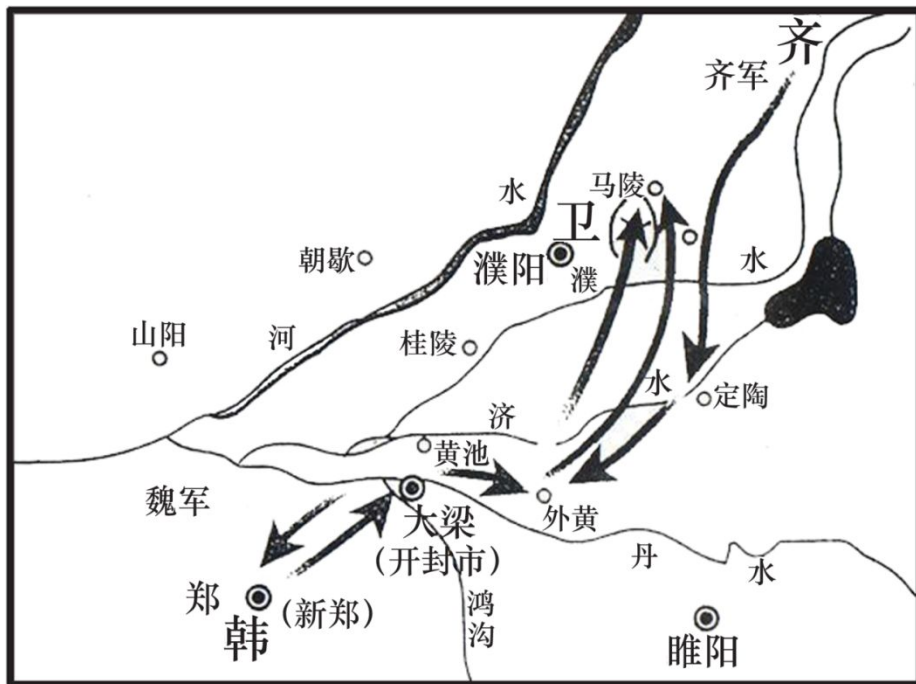 齐
齐军
马陵
水
卫
朝歌
濮阳
濮
水
河
山阳
桂陵
水
定陶
济
黄池
魏军
外黄
大梁
(开封市)
丹
水
郑
(新郑)
韩
鸿
沟
睢阳